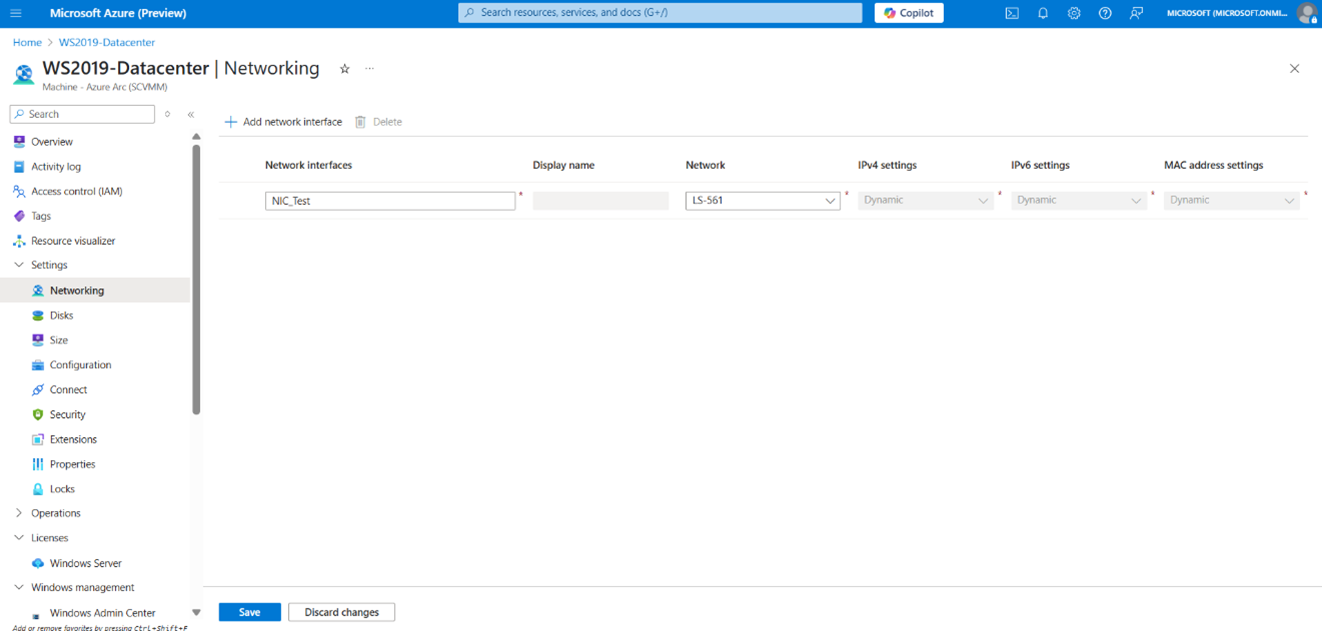 Microsoft Azure (Preview)
Search resources, services, and docs (G+/)
Copilot
MICROSOFT (MICROSOFT.ONMI...
Home > WS2019-Datacenter
WS2019-Datacenter | Networking
Machine - Azure Arc (SCVMM)
Search
Overview
Activity log
Access control (IAM)
Tags
Resource visualizer
Settings
Networking
Disks
Size
Configuration
Connect
Security
Extensions
Properties
Locks
Operations
Licenses
Windows Server
Windows management
Windows Admin Center
Add or remove favorites by pressing Ctrl+Shift+F
Add network interface Delete
Network interfaces Display name Network IPv4 settings IPv6 settings MAC address settings
NIC_Test * LS-561 * Dynamic * Dynamic * Dynamic *
Save Discard changes